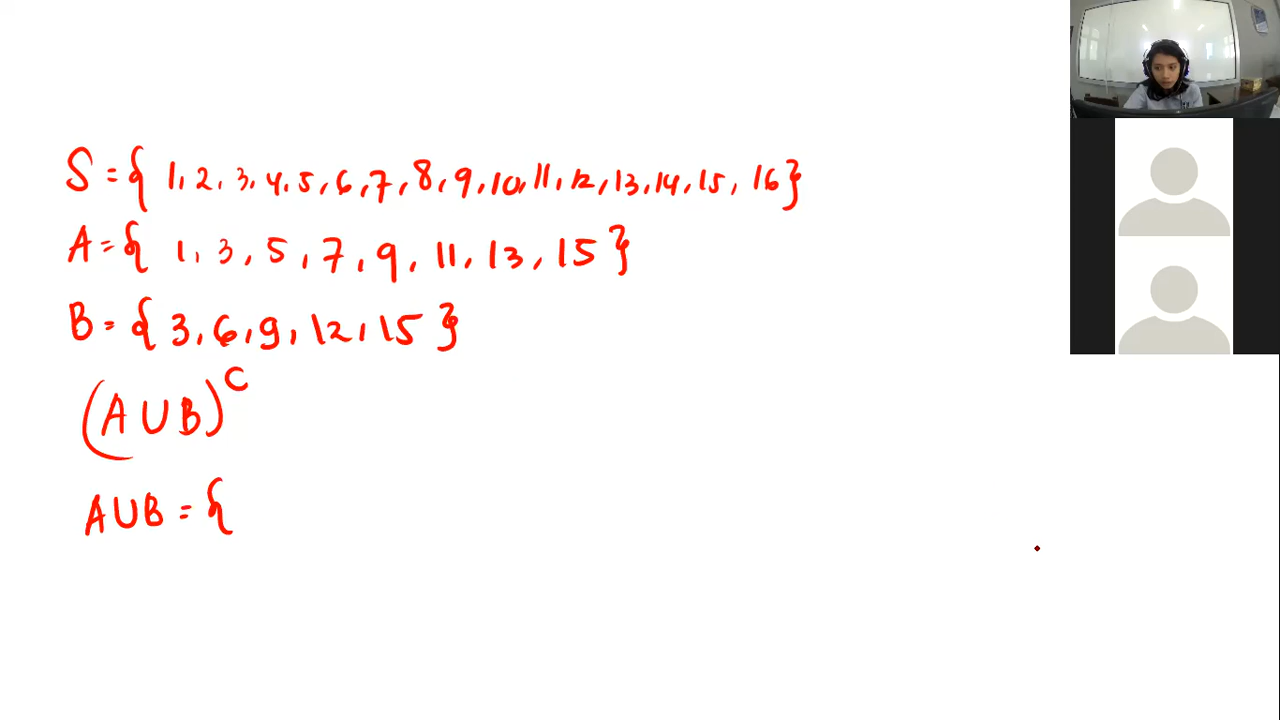 S = { 1, 2, 3, 4, 5, 6, 7, 8, 9, 10, 11, 12, 13, 14, 15, 16 }
A = { 1, 3, 5, 7, 9, 11, 13, 15 }
B = { 3, 6, 9, 12, 15 }
(A ∪ B)^C
A ∪ B = {